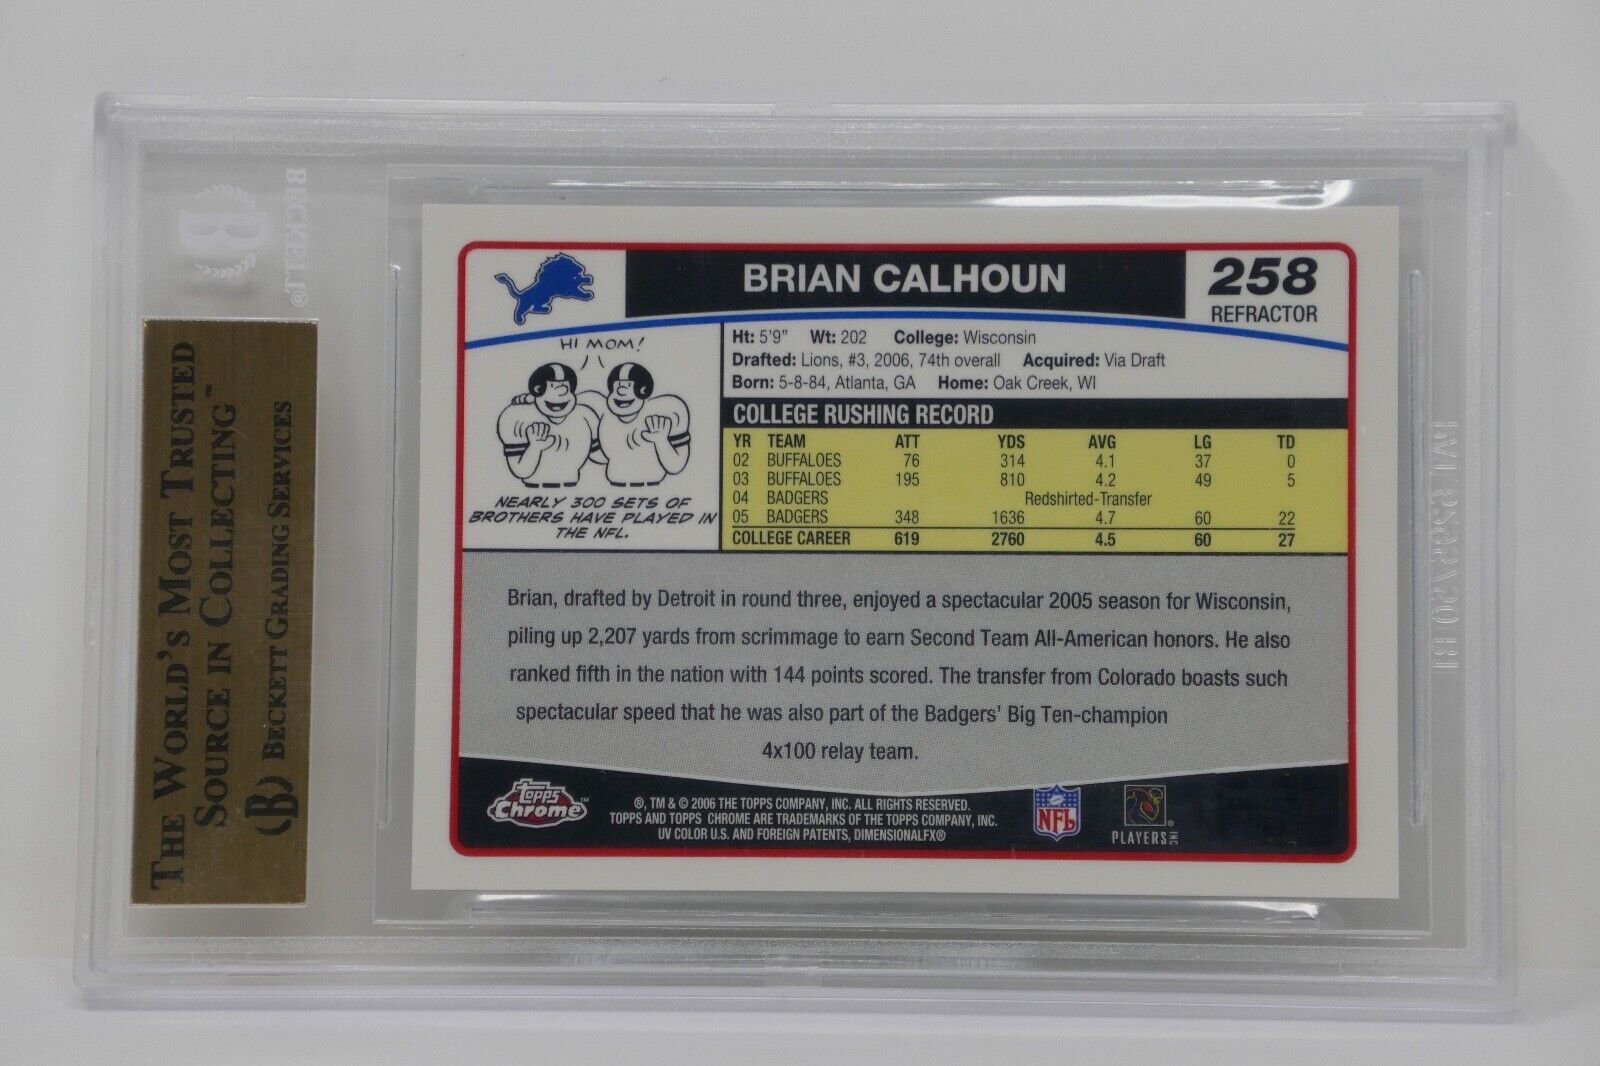 BECKETT®
B
THE WORLD'S MOST TRUSTED
SOURCE IN COLLECTING™
(B) BECKETT GRADING SERVICES
BRIAN CALHOUN
258
REFRACTOR
HI MOM!
NEARLY 300 SETS OF
BROTHERS HAVE PLAYED IN
THE NFL.
Ht: 5'9" Wt: 202 College: Wisconsin
Drafted: Lions, #3, 2006, 74th overall Acquired: Via Draft
Born: 5-8-84, Atlanta, GA Home: Oak Creek, WI
COLLEGE RUSHING RECORD
YR TEAM ATT YDS AVG LG TD
02 BUFFALOES 76 314 4.1 37 0
03 BUFFALOES 195 810 4.2 49 5
04 BADGERS Redshirted-Transfer
05 BADGERS 348 1636 4.7 60 22
COLLEGE CAREER 619 2760 4.5 60 27
Brian, drafted by Detroit in round three, enjoyed a spectacular 2005 season for Wisconsin,
piling up 2,207 yards from scrimmage to earn Second Team All-American honors. He also
ranked fifth in the nation with 144 points scored. The transfer from Colorado boasts such
spectacular speed that he was also part of the Badgers' Big Ten-champion
4x100 relay team.
Topps Chrome™
®, TM & © 2006 THE TOPPS COMPANY, INC. ALL RIGHTS RESERVED.
TOPPS AND TOPPS CHROME ARE TRADEMARKS OF THE TOPPS COMPANY, INC.
UV COLOR U.S. AND FOREIGN PATENTS, DIMENSIONALFX®
NFL
PLAYERS INC